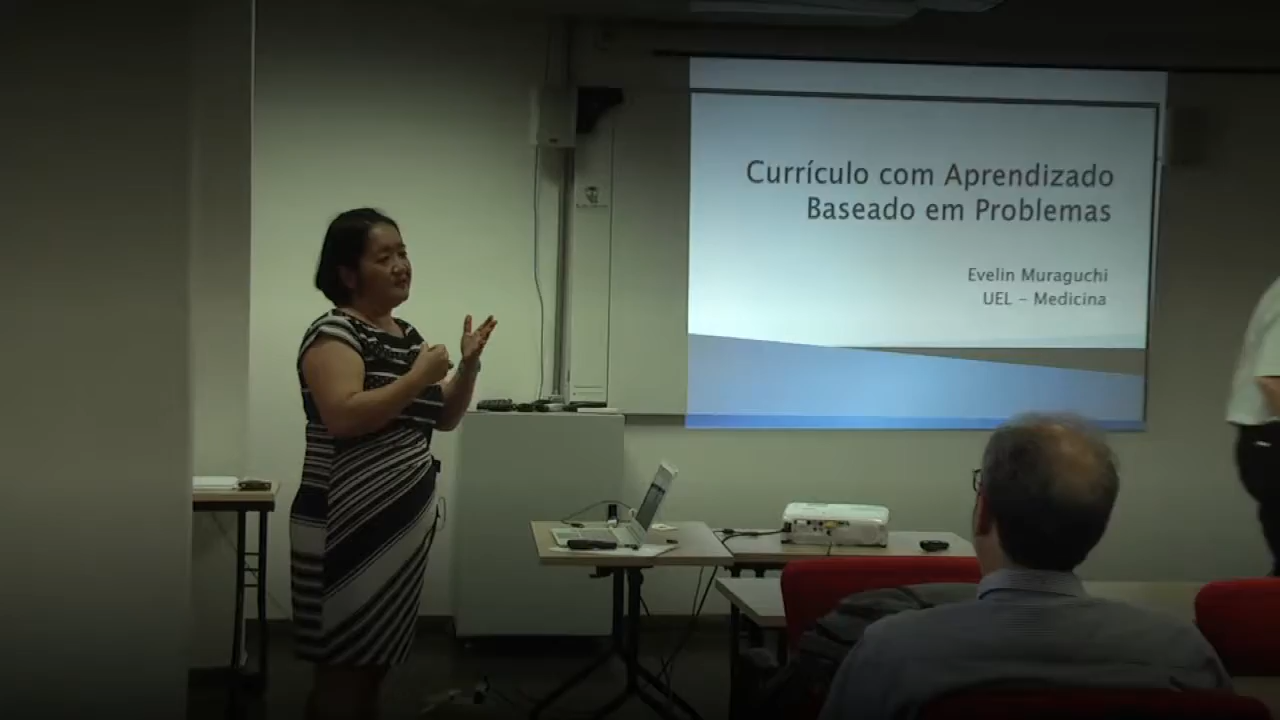 Currículo com Aprendizado
Baseado em Problemas
Evelin Muraguchi
UEL – Medicina